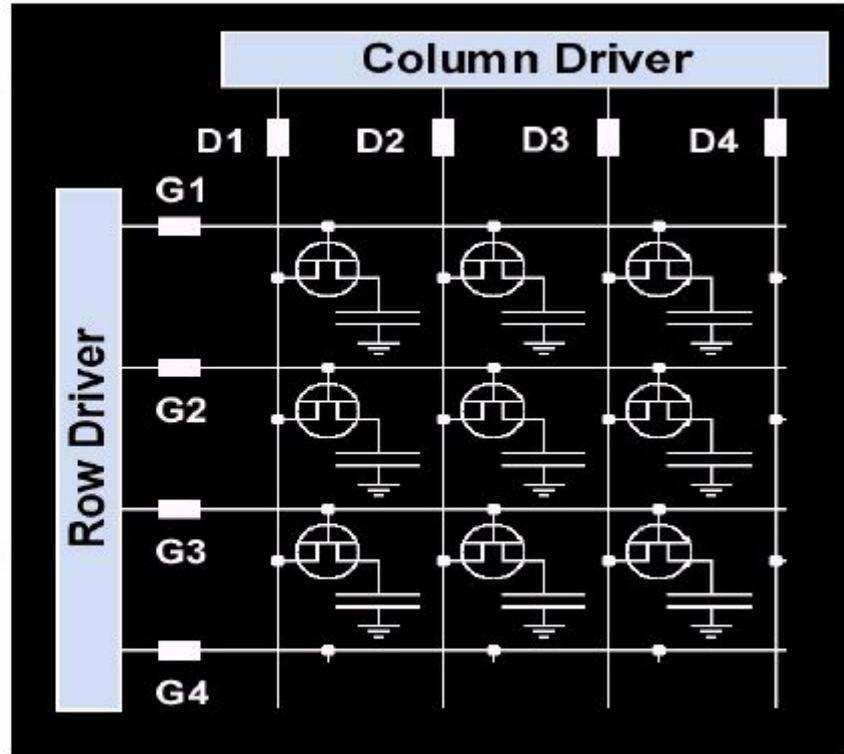 Column Driver
D1 D2 D3 D4
G1
Row Driver
G2
G3
G4